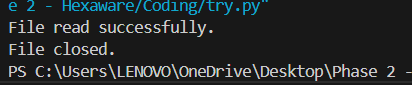 e 2 - Hexaware/Coding/try.py"
File read successfully.
File closed.
PS C:\Users\LENOVO\OneDrive\Desktop\Phase 2 -